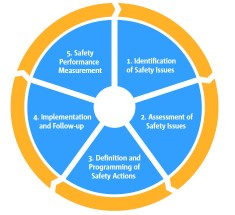 1. Identification
of Safety Issues
2. Assessment of
Safety Issues
3. Definition and
Programming of
Safety Actions
4. Implementation
and Follow-up
5. Safety
Performance
Measurement